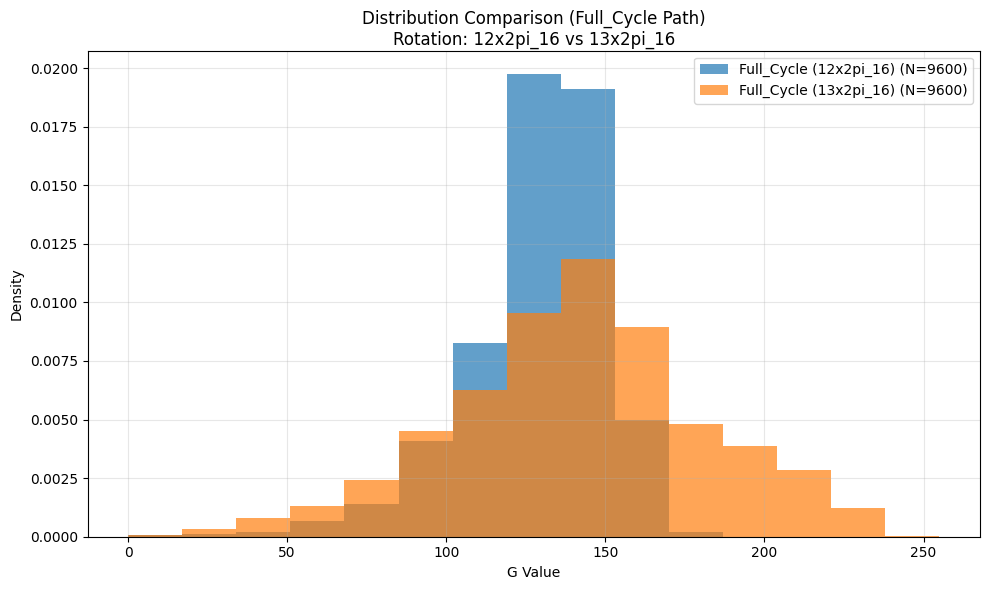 Distribution Comparison (Full_Cycle Path)
Rotation: 12x2pi_16 vs 13x2pi_16
Full_Cycle (12x2pi_16) (N=9600)
Full_Cycle (13x2pi_16) (N=9600)
Density
0.0200
0.0175
0.0150
0.0125
0.0100
0.0075
0.0050
0.0025
0.0000
0 50 100 150 200 250
G Value